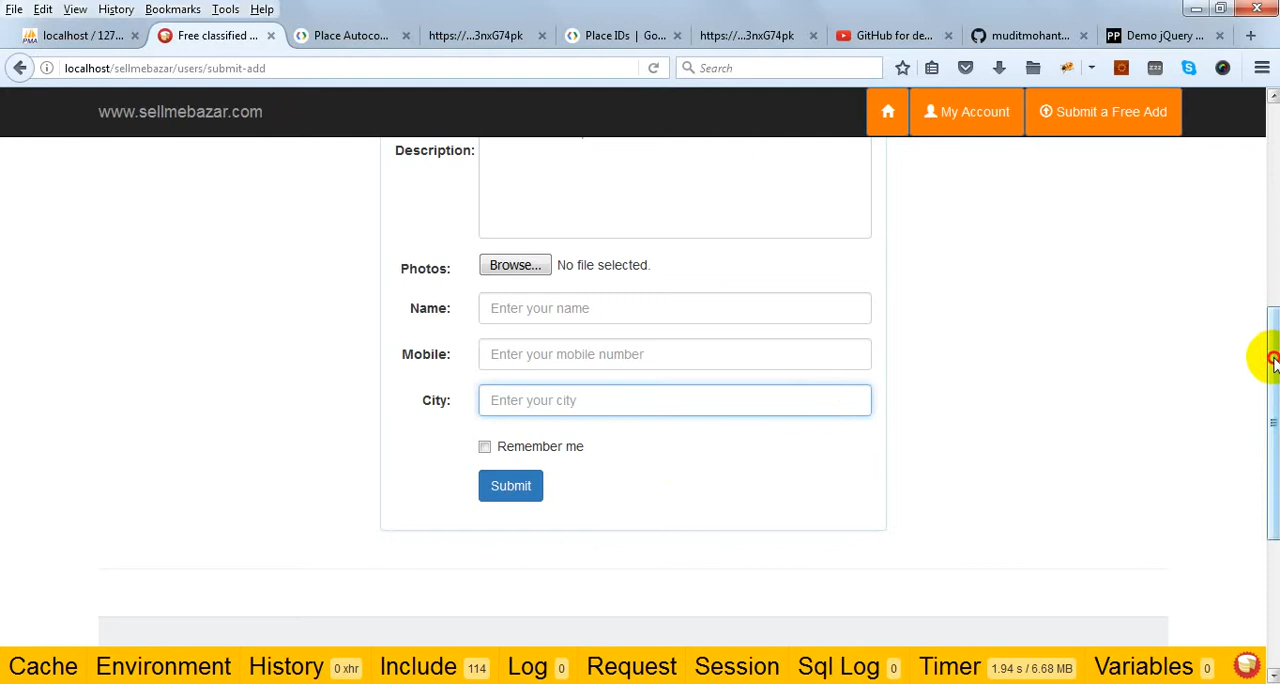 File Edit View History Bookmarks Tools Help
localhost / 127... Free classified ... Place Autoco... https://...3nxG74pk Place IDs | Go... https://...3nxG74pk GitHub for de... muditmohant... PP Demo jQuery ...
localhost/sellmebazar/users/submit-add Search
www.sellmebazar.com My Account Submit a Free Add
Description:
Photos: Browse... No file selected.
Name: Enter your name
Mobile: Enter your mobile number
City: Enter your city
Remember me
Submit
Cache Environment History 0 xhr Include 114 Log 0 Request Session Sql Log 0 Timer 1.94 s / 6.68 MB Variables 0